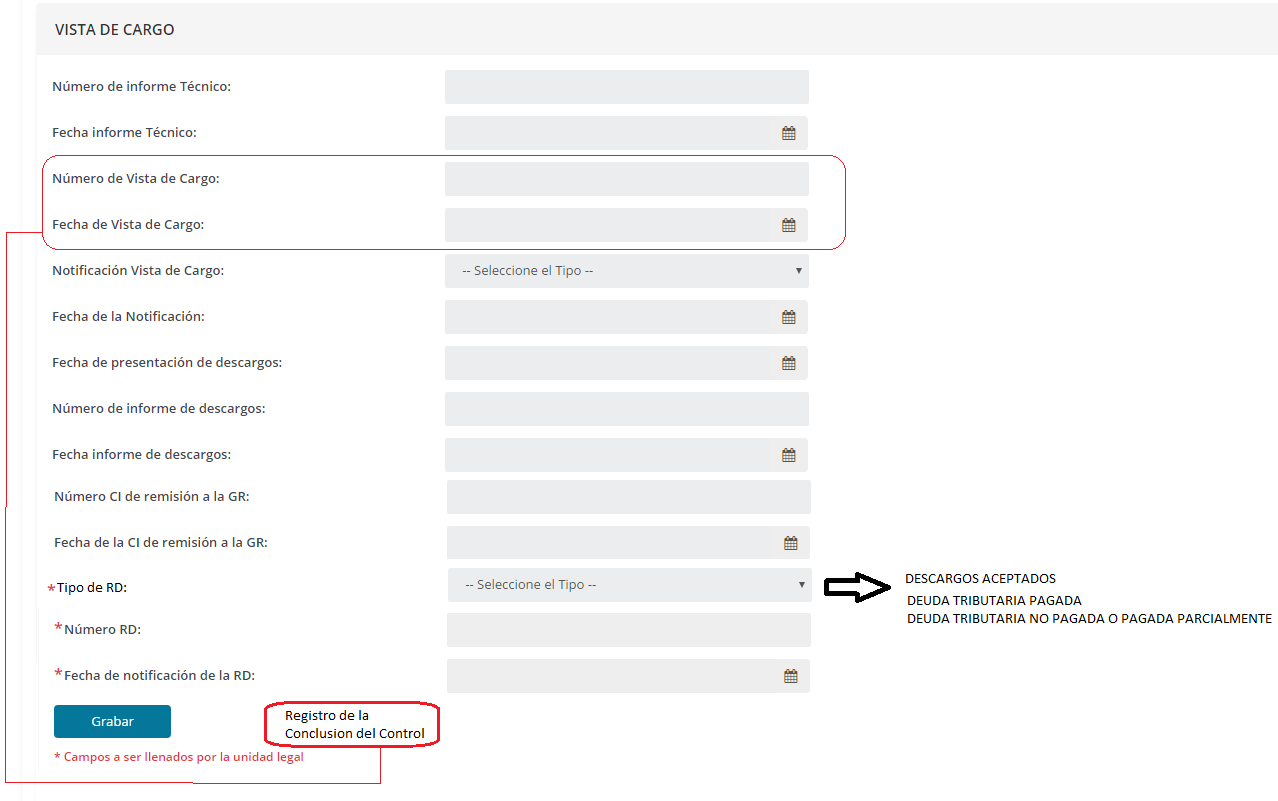 VISTA DE CARGO
Número de informe Técnico:
Fecha informe Técnico:
Número de Vista de Cargo:
Fecha de Vista de Cargo:
Notificación Vista de Cargo:
-- Seleccione el Tipo --
Fecha de la Notificación:
Fecha de presentación de descargos:
Número de informe de descargos:
Fecha informe de descargos:
Número CI de remisión a la GR:
Fecha de la CI de remisión a la GR:
*Tipo de RD:
-- Seleccione el Tipo --
DESCARGOS ACEPTADOS
DEUDA TRIBUTARIA PAGADA
DEUDA TRIBUTARIA NO PAGADA O PAGADA PARCIALMENTE
*Número RD:
*Fecha de notificación de la RD:
Grabar
Registro de la
Conclusion del Control
* Campos a ser llenados por la unidad legal